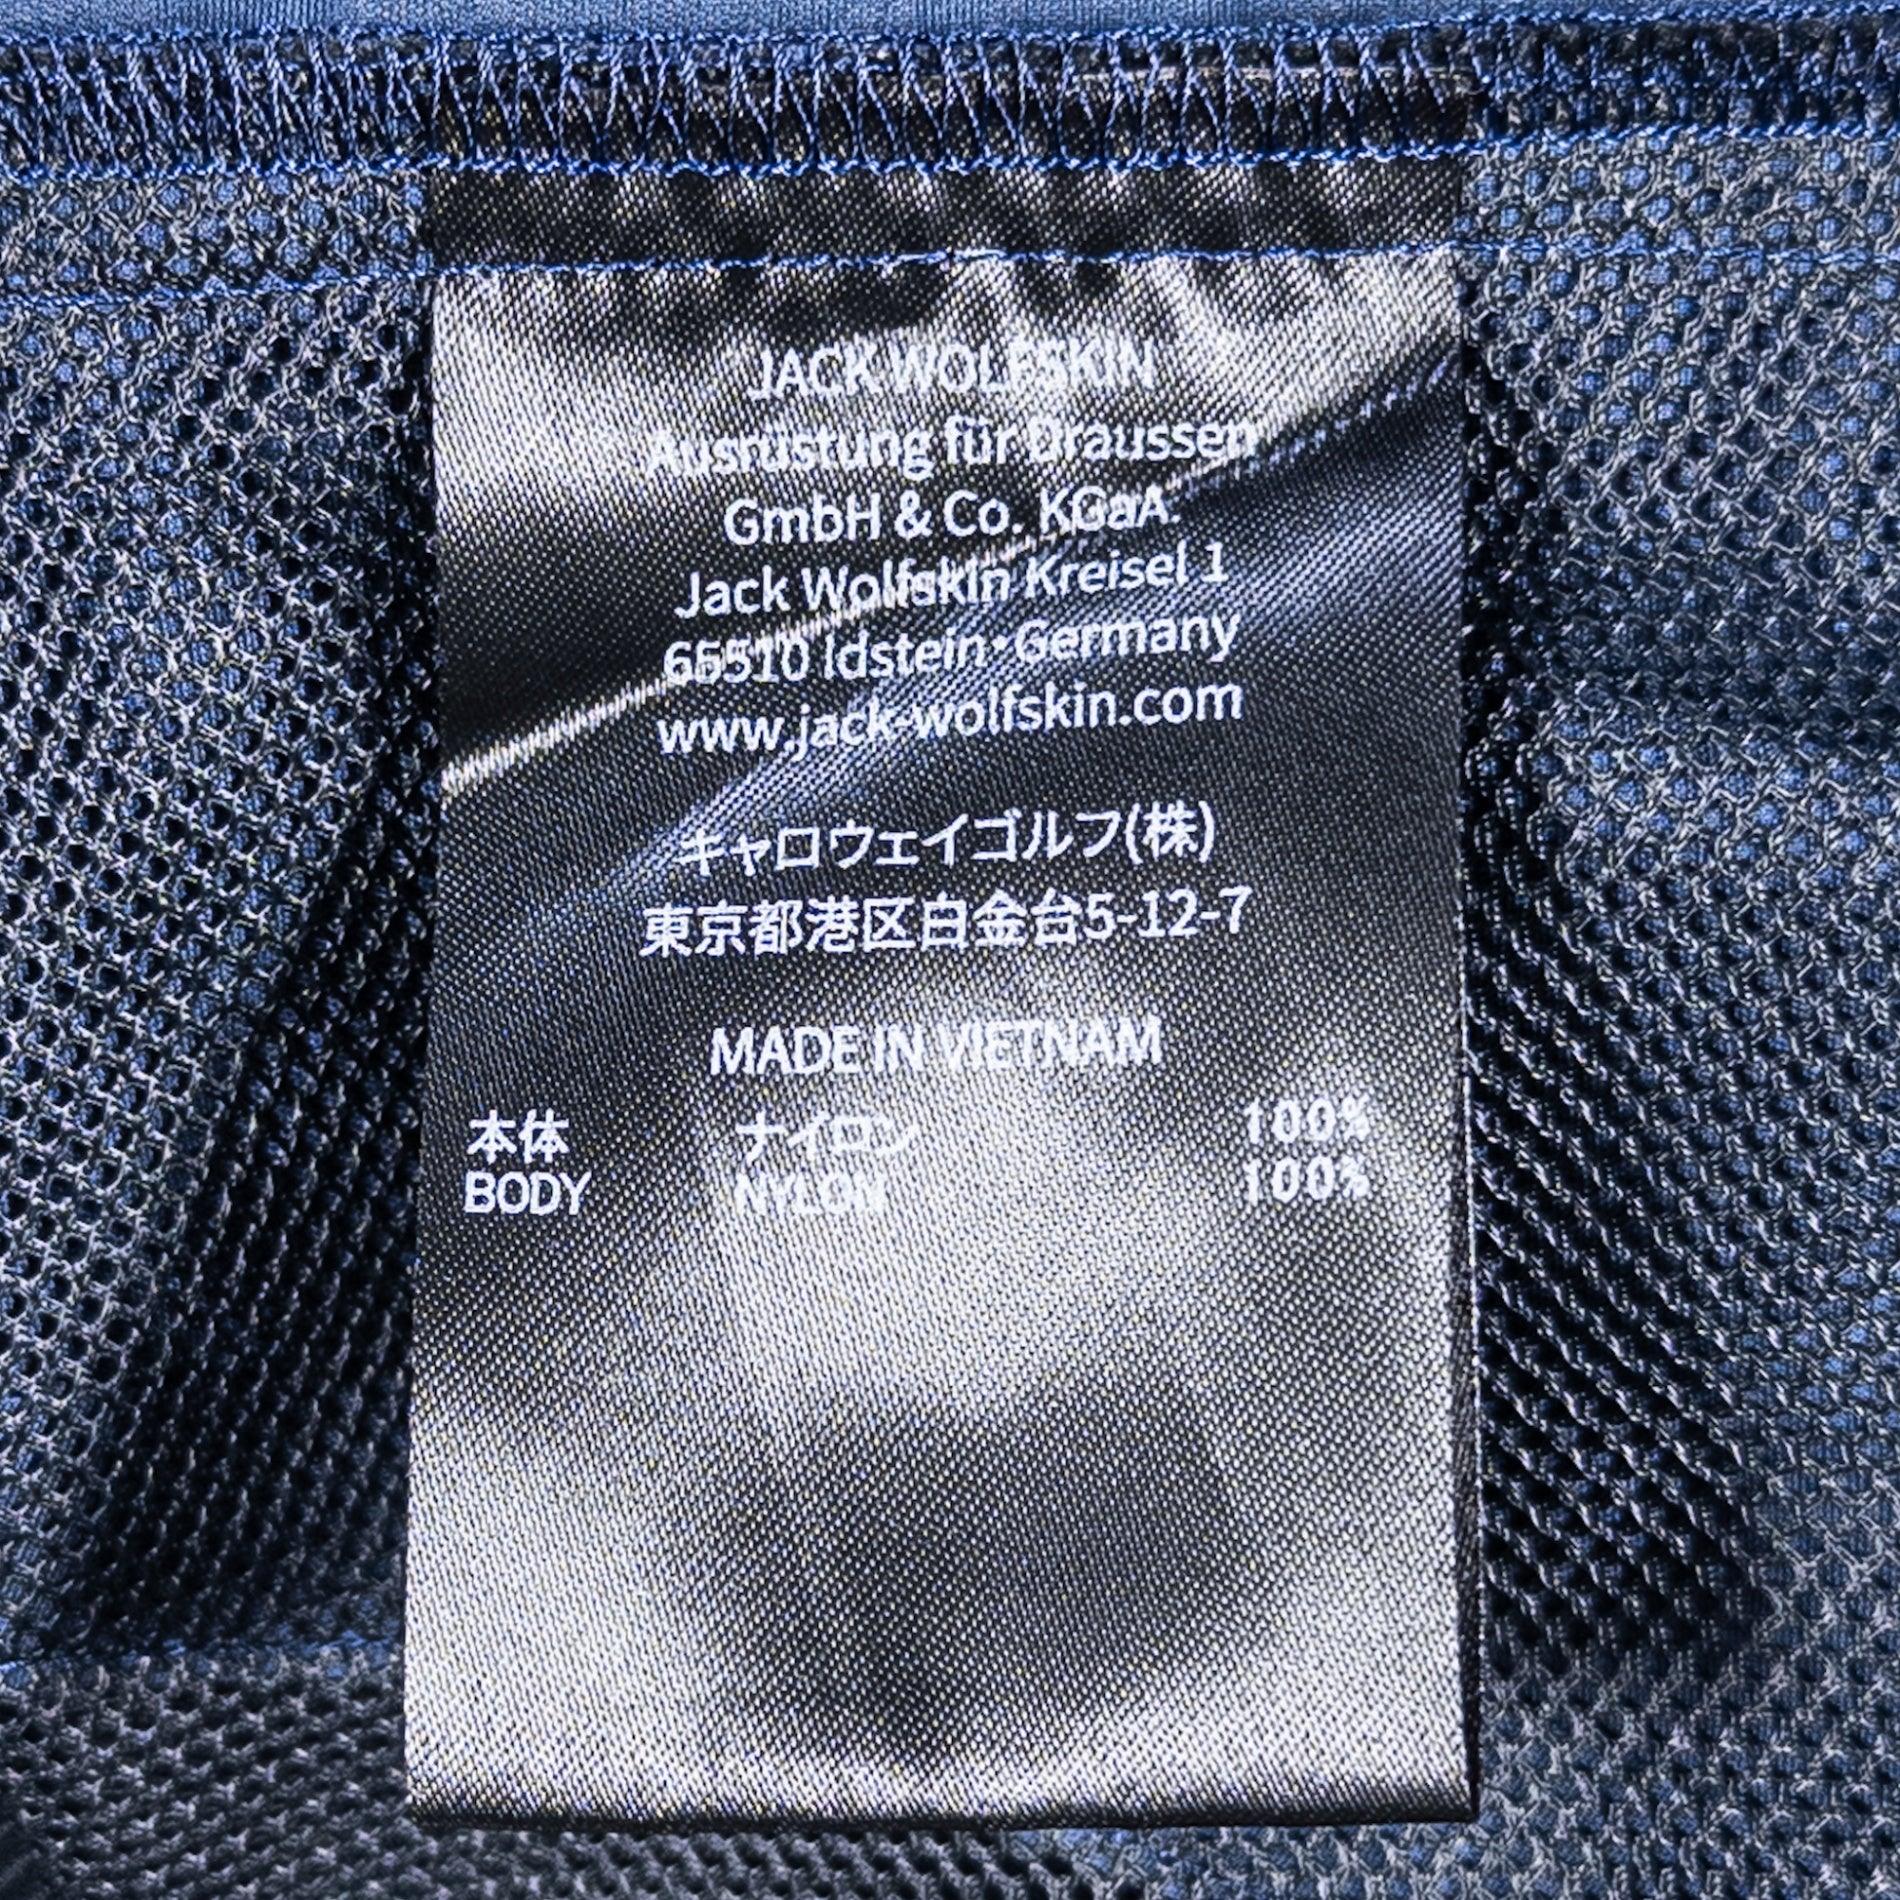 JACK WOLFSKIN
Ausrüstung für Draussen
GmbH & Co. KGaA.
Jack Wolfskin Kreisel 1
65510 Idstein•Germany
www.jack-wolfskin.com
キャロウェイゴルフ(株)
東京都港区白金台5-12-7
MADE IN VIETNAM
本体 ナイロン 100%
BODY NYLON 100%